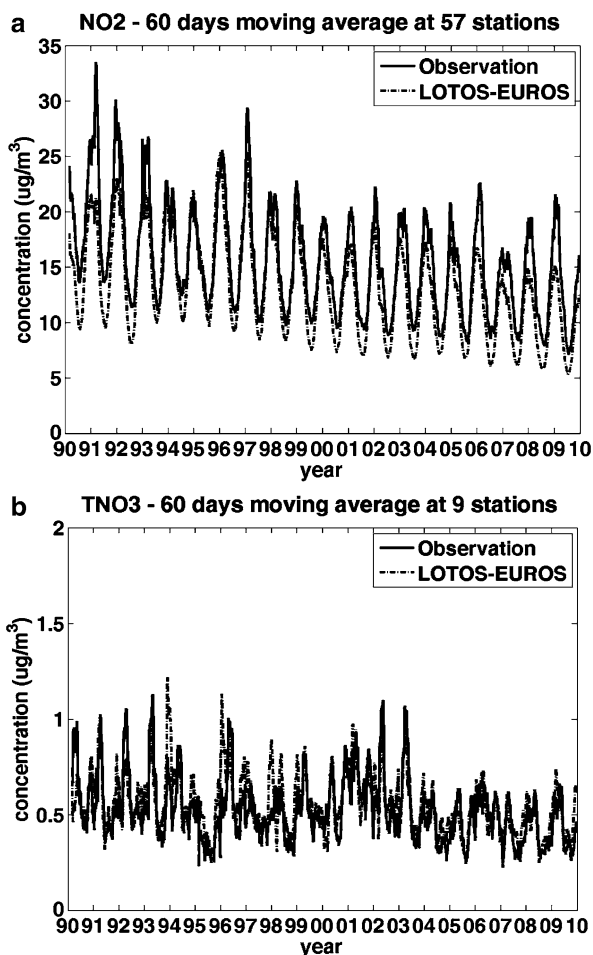 a NO2 - 60 days moving average at 57 stations
35
30
25
20
15
10
5
0
concentration (ug/m³)
Observation
LOTOS-EUROS
90 91 92 93 94 95 96 97 98 99 00 01 02 03 04 05 06 07 08 09 10
year
b TNO3 - 60 days moving average at 9 stations
2
1.5
1
0.5
0
concentration (ug/m³)
Observation
LOTOS-EUROS
90 91 92 93 94 95 96 97 98 99 00 01 02 03 04 05 06 07 08 09 10
year